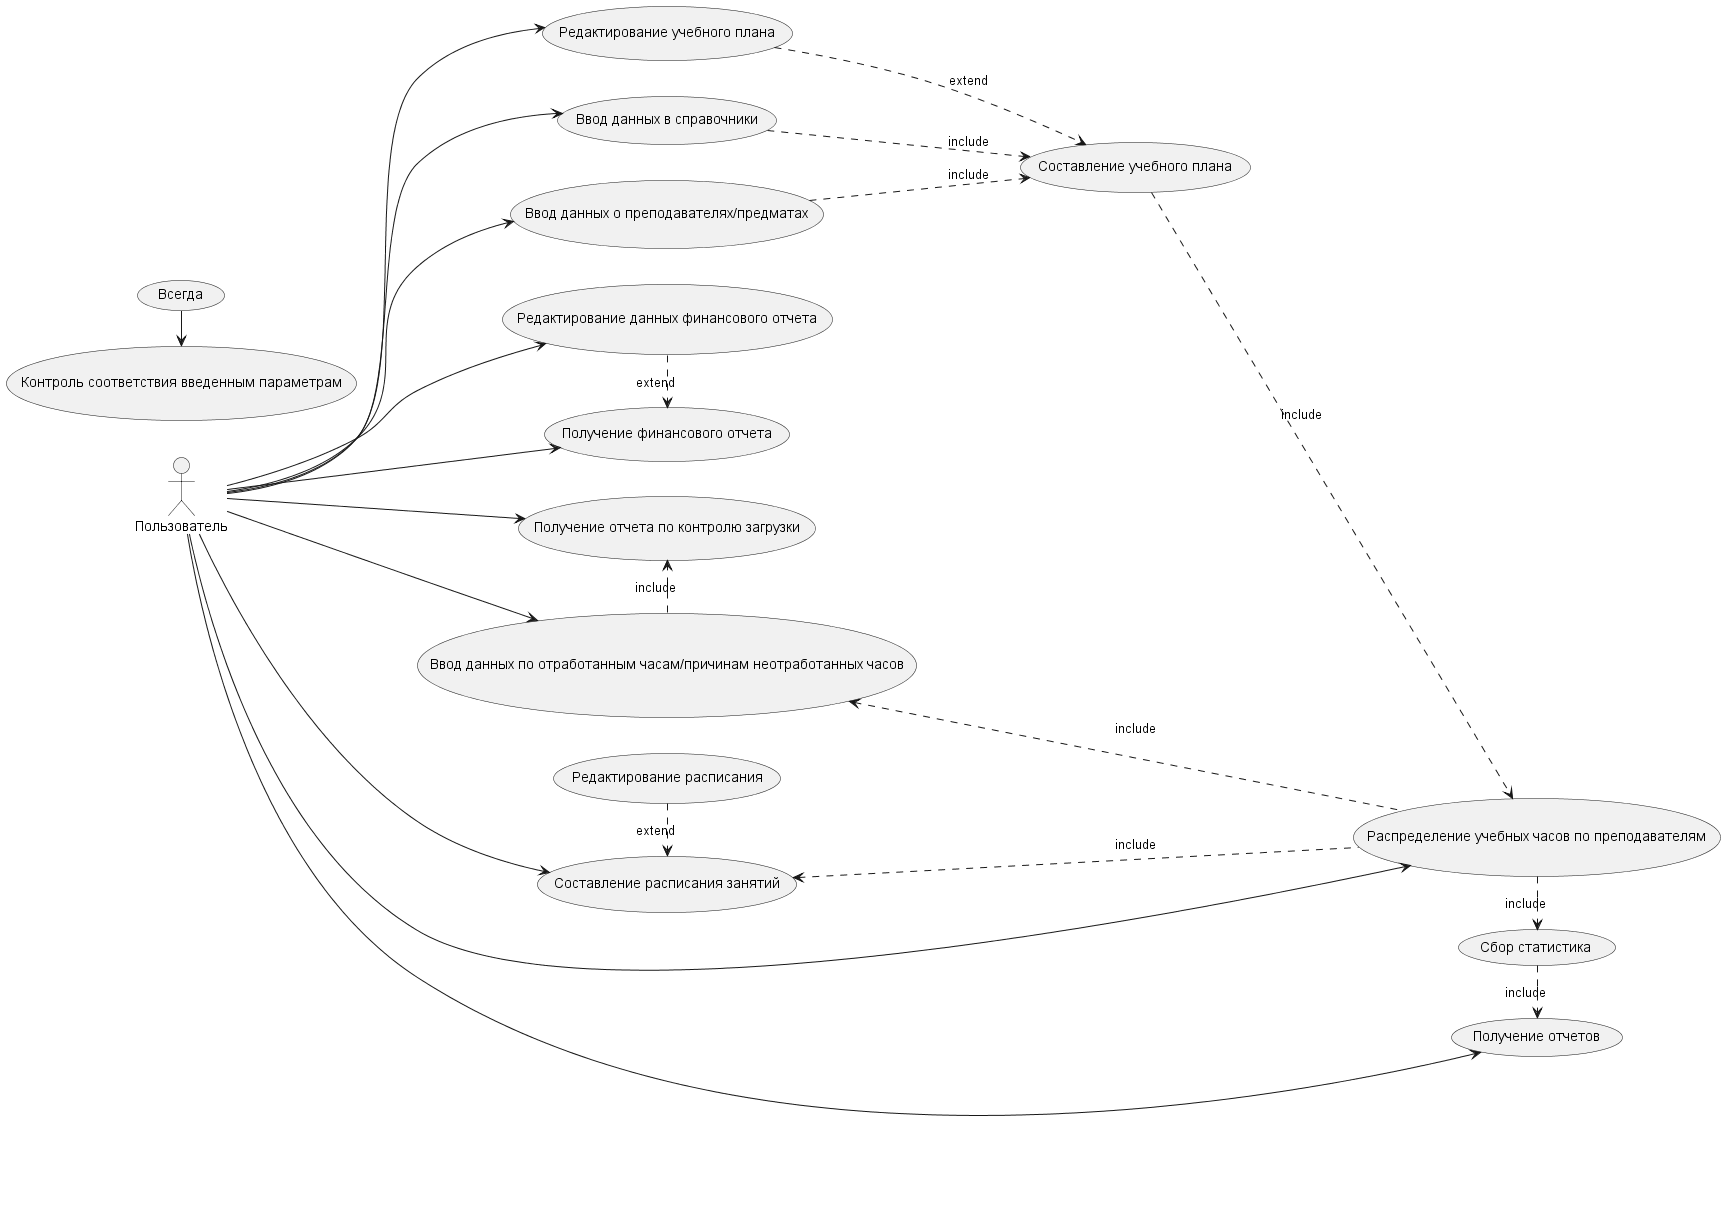 Редактирование учебного плана
extend
Ввод данных в справочники
include
Составление учебного плана
include
Ввод данных о преподавателях/предматах
Всегда
Редактирование данных финансового отчета
Контроль соответствия введенным параметрам
extend
include
Получение финансового отчета
Пользователь
Получение отчета по контролю загрузки
include
Ввод данных по отработанным часам/причинам неотработанных часов
include
Редактирование расписания
extend
Распределение учебных часов по преподавателям
include
Составление расписания занятий
include
Сбор статистика
include
Получение отчетов